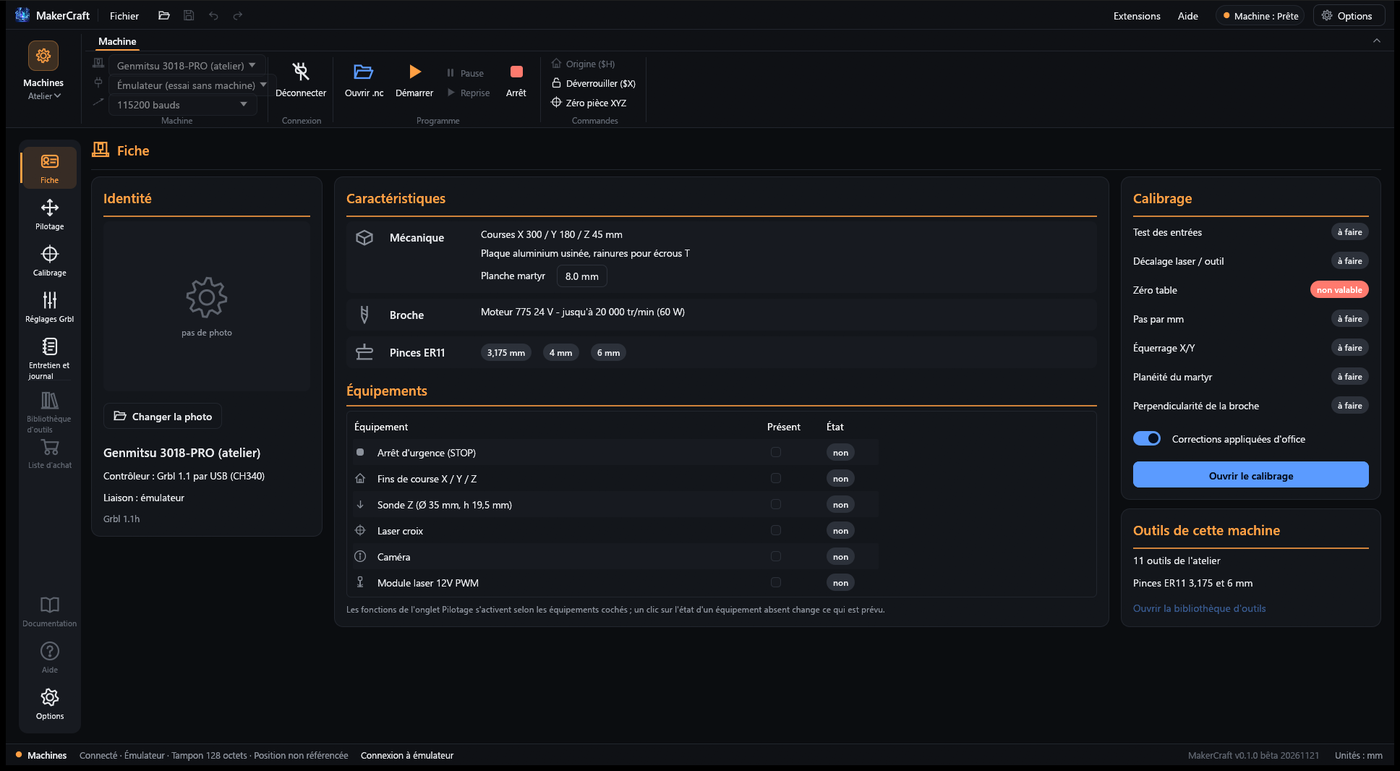 MakerCraft
Fichier
Extensions
Aide
Machine : Prête
Options
Machines
Atelier
Machine
Genmitsu 3018-PRO (atelier)
Émulateur (essai sans machine)
115200 bauds
Machine
Déconnecter
Connexion
Ouvrir .nc
Démarrer
Pause
Reprise
Arrêt
Programme
Origine ($H)
Déverrouiller ($X)
Zéro pièce XYZ
Commandes
Fiche
Pilotage
Calibrage
Réglages Grbl
Entretien et
journal
Bibliothèque
d'outils
Liste d'achat
Documentation
Aide
Options
Fiche
Identité
pas de photo
Changer la photo
Genmitsu 3018-PRO (atelier)
Contrôleur : Grbl 1.1 par USB (CH340)
Liaison : émulateur
Grbl 1.1h
Caractéristiques
Mécanique
Courses X 300 / Y 180 / Z 45 mm
Plaque aluminium usinée, rainures pour écrous T
Planche martyr 8.0 mm
Broche
Moteur 775 24 V - jusqu'à 20 000 tr/min (60 W)
Pinces ER11
3,175 mm 4 mm 6 mm
Équipements
Équipement Présent État
Arrêt d'urgence (STOP) non
Fins de course X / Y / Z non
Sonde Z (Ø 35 mm, h 19,5 mm) non
Laser croix non
Caméra non
Module laser 12V PWM non
Les fonctions de l'onglet Pilotage s'activent selon les équipements cochés ; un clic sur l'état d'un équipement absent change ce qui est prévu.
Calibrage
Test des entrées à faire
Décalage laser / outil à faire
Zéro table non valable
Pas par mm à faire
Équerrage X/Y à faire
Planéité du martyr à faire
Perpendicularité de la broche à faire
Corrections appliquées d'office
Ouvrir le calibrage
Outils de cette machine
11 outils de l'atelier
Pinces ER11 3,175 et 6 mm
Ouvrir la bibliothèque d'outils
Machines
Connecté · Émulateur · Tampon 128 octets · Position non référencée
Connexion à émulateur
MakerCraft v0.1.0 bêta 20261121
Unités : mm